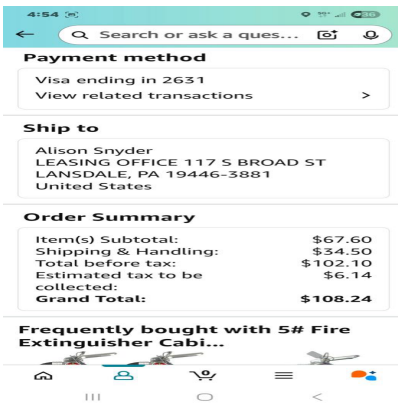 4:54
Search or ask a ques...
Payment method
Visa ending in 2631
View related transactions >
Ship to
Alison Snyder
LEASING OFFICE 117 S BROAD ST
LANSDALE, PA 19446-3881
United States
Order Summary
Item(s) Subtotal: $67.60
Shipping & Handling: $34.50
Total before tax: $102.10
Estimated tax to be $6.14
collected:
Grand Total: $108.24
Frequently bought with 5# Fire
Extinguisher Cabi...
0